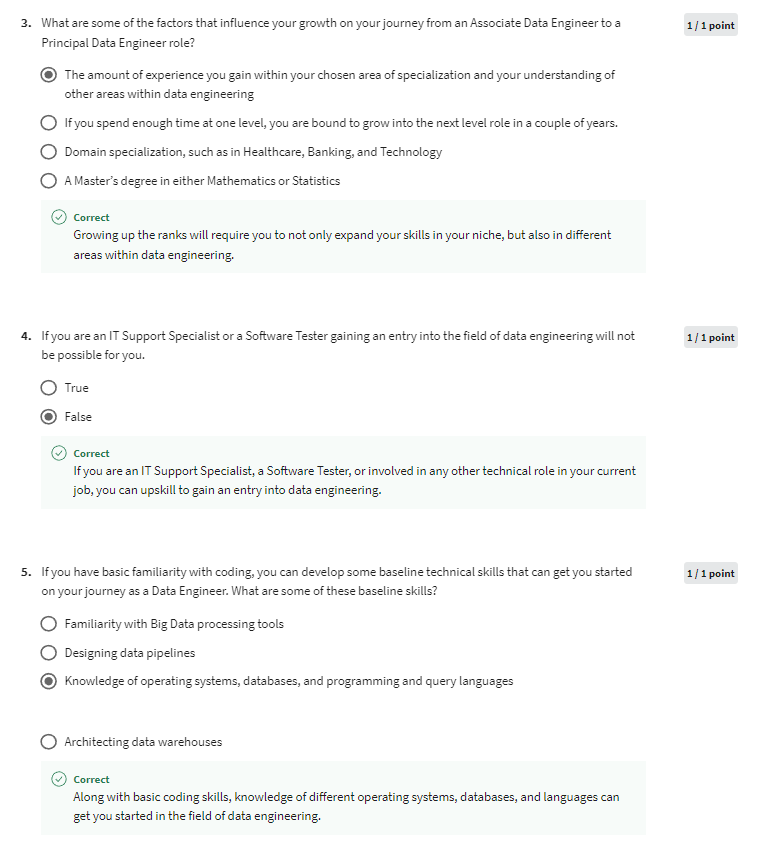 3. What are some of the factors that influence your growth on your journey from an Associate Data Engineer to a
1 / 1 point
Principal Data Engineer role?
The amount of experience you gain within your chosen area of specialization and your understanding of
other areas within data engineering
If you spend enough time at one level, you are bound to grow into the next level role in a couple of years.
Domain specialization, such as in Healthcare, Banking, and Technology
A Master's degree in either Mathematics or Statistics
Correct
Growing up the ranks will require you to not only expand your skills in your niche, but also in different
areas within data engineering.
4. If you are an IT Support Specialist or a Software Tester gaining an entry into the field of data engineering will not
1 / 1 point
be possible for you.
True
False
Correct
If you are an IT Support Specialist, a Software Tester, or involved in any other technical role in your current
job, you can upskill to gain an entry into data engineering.
5. If you have basic familiarity with coding, you can develop some baseline technical skills that can get you started
1 / 1 point
on your journey as a Data Engineer. What are some of these baseline skills?
Familiarity with Big Data processing tools
Designing data pipelines
Knowledge of operating systems, databases, and programming and query languages
Architecting data warehouses
Correct
Along with basic coding skills, knowledge of different operating systems, databases, and languages can
get you started in the field of data engineering.